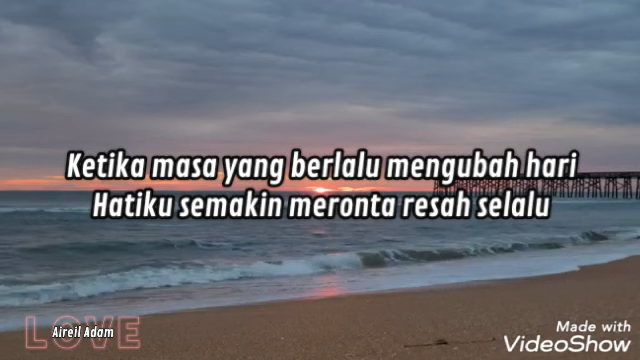 Ketika masa yang berlalu mengubah hari
Hatiku semakin meronta resah selalu
LOVE
Aireil Adam
Made with
VideoShow